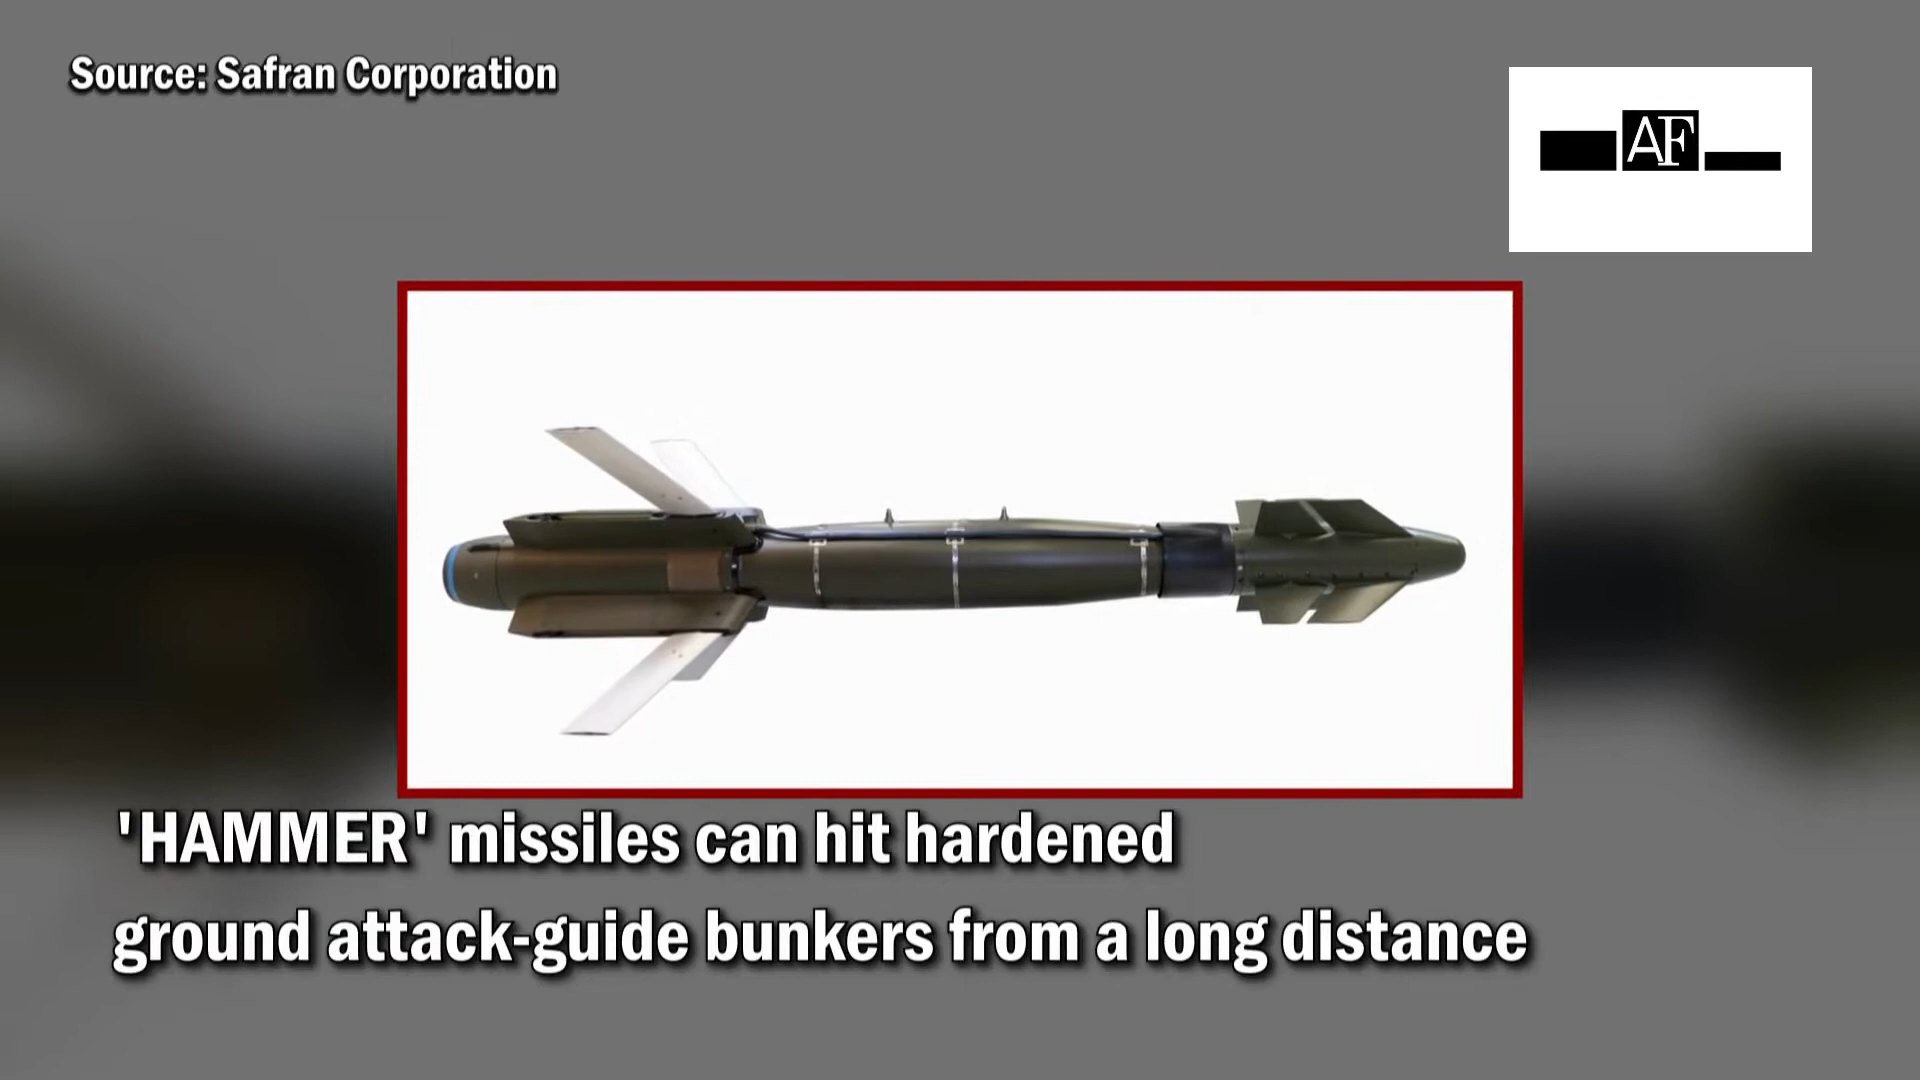 Source: Safran Corporation
AF
'HAMMER' missiles can hit hardened
ground attack-guide bunkers from a long distance